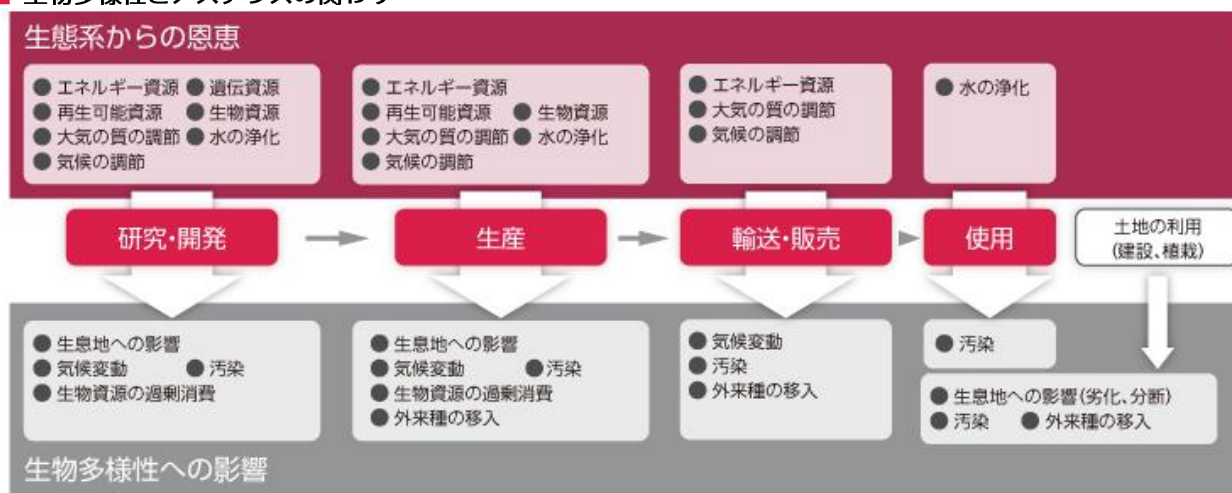 生態系からの恩恵
● エネルギー資源 ● 遺伝資源
● 再生可能資源 ● 生物資源
● 大気の質の調節 ● 水の浄化
● 気候の調節
● エネルギー資源
● 再生可能資源 ● 生物資源
● 大気の質の調節 ● 水の浄化
● 気候の調節
● エネルギー資源
● 大気の質の調節
● 気候の調節
● 水の浄化
研究・開発
生産
輸送・販売
使用
土地の利用
(建設、植栽)
● 生息地への影響
● 気候変動 ● 汚染
● 生物資源の過剰消費
● 生息地への影響
● 気候変動 ● 汚染
● 生物資源の過剰消費
● 外来種の移入
● 気候変動
● 汚染
● 外来種の移入
● 汚染
● 生息地への影響(劣化、分断)
● 汚染 ● 外来種の移入
生物多様性への影響